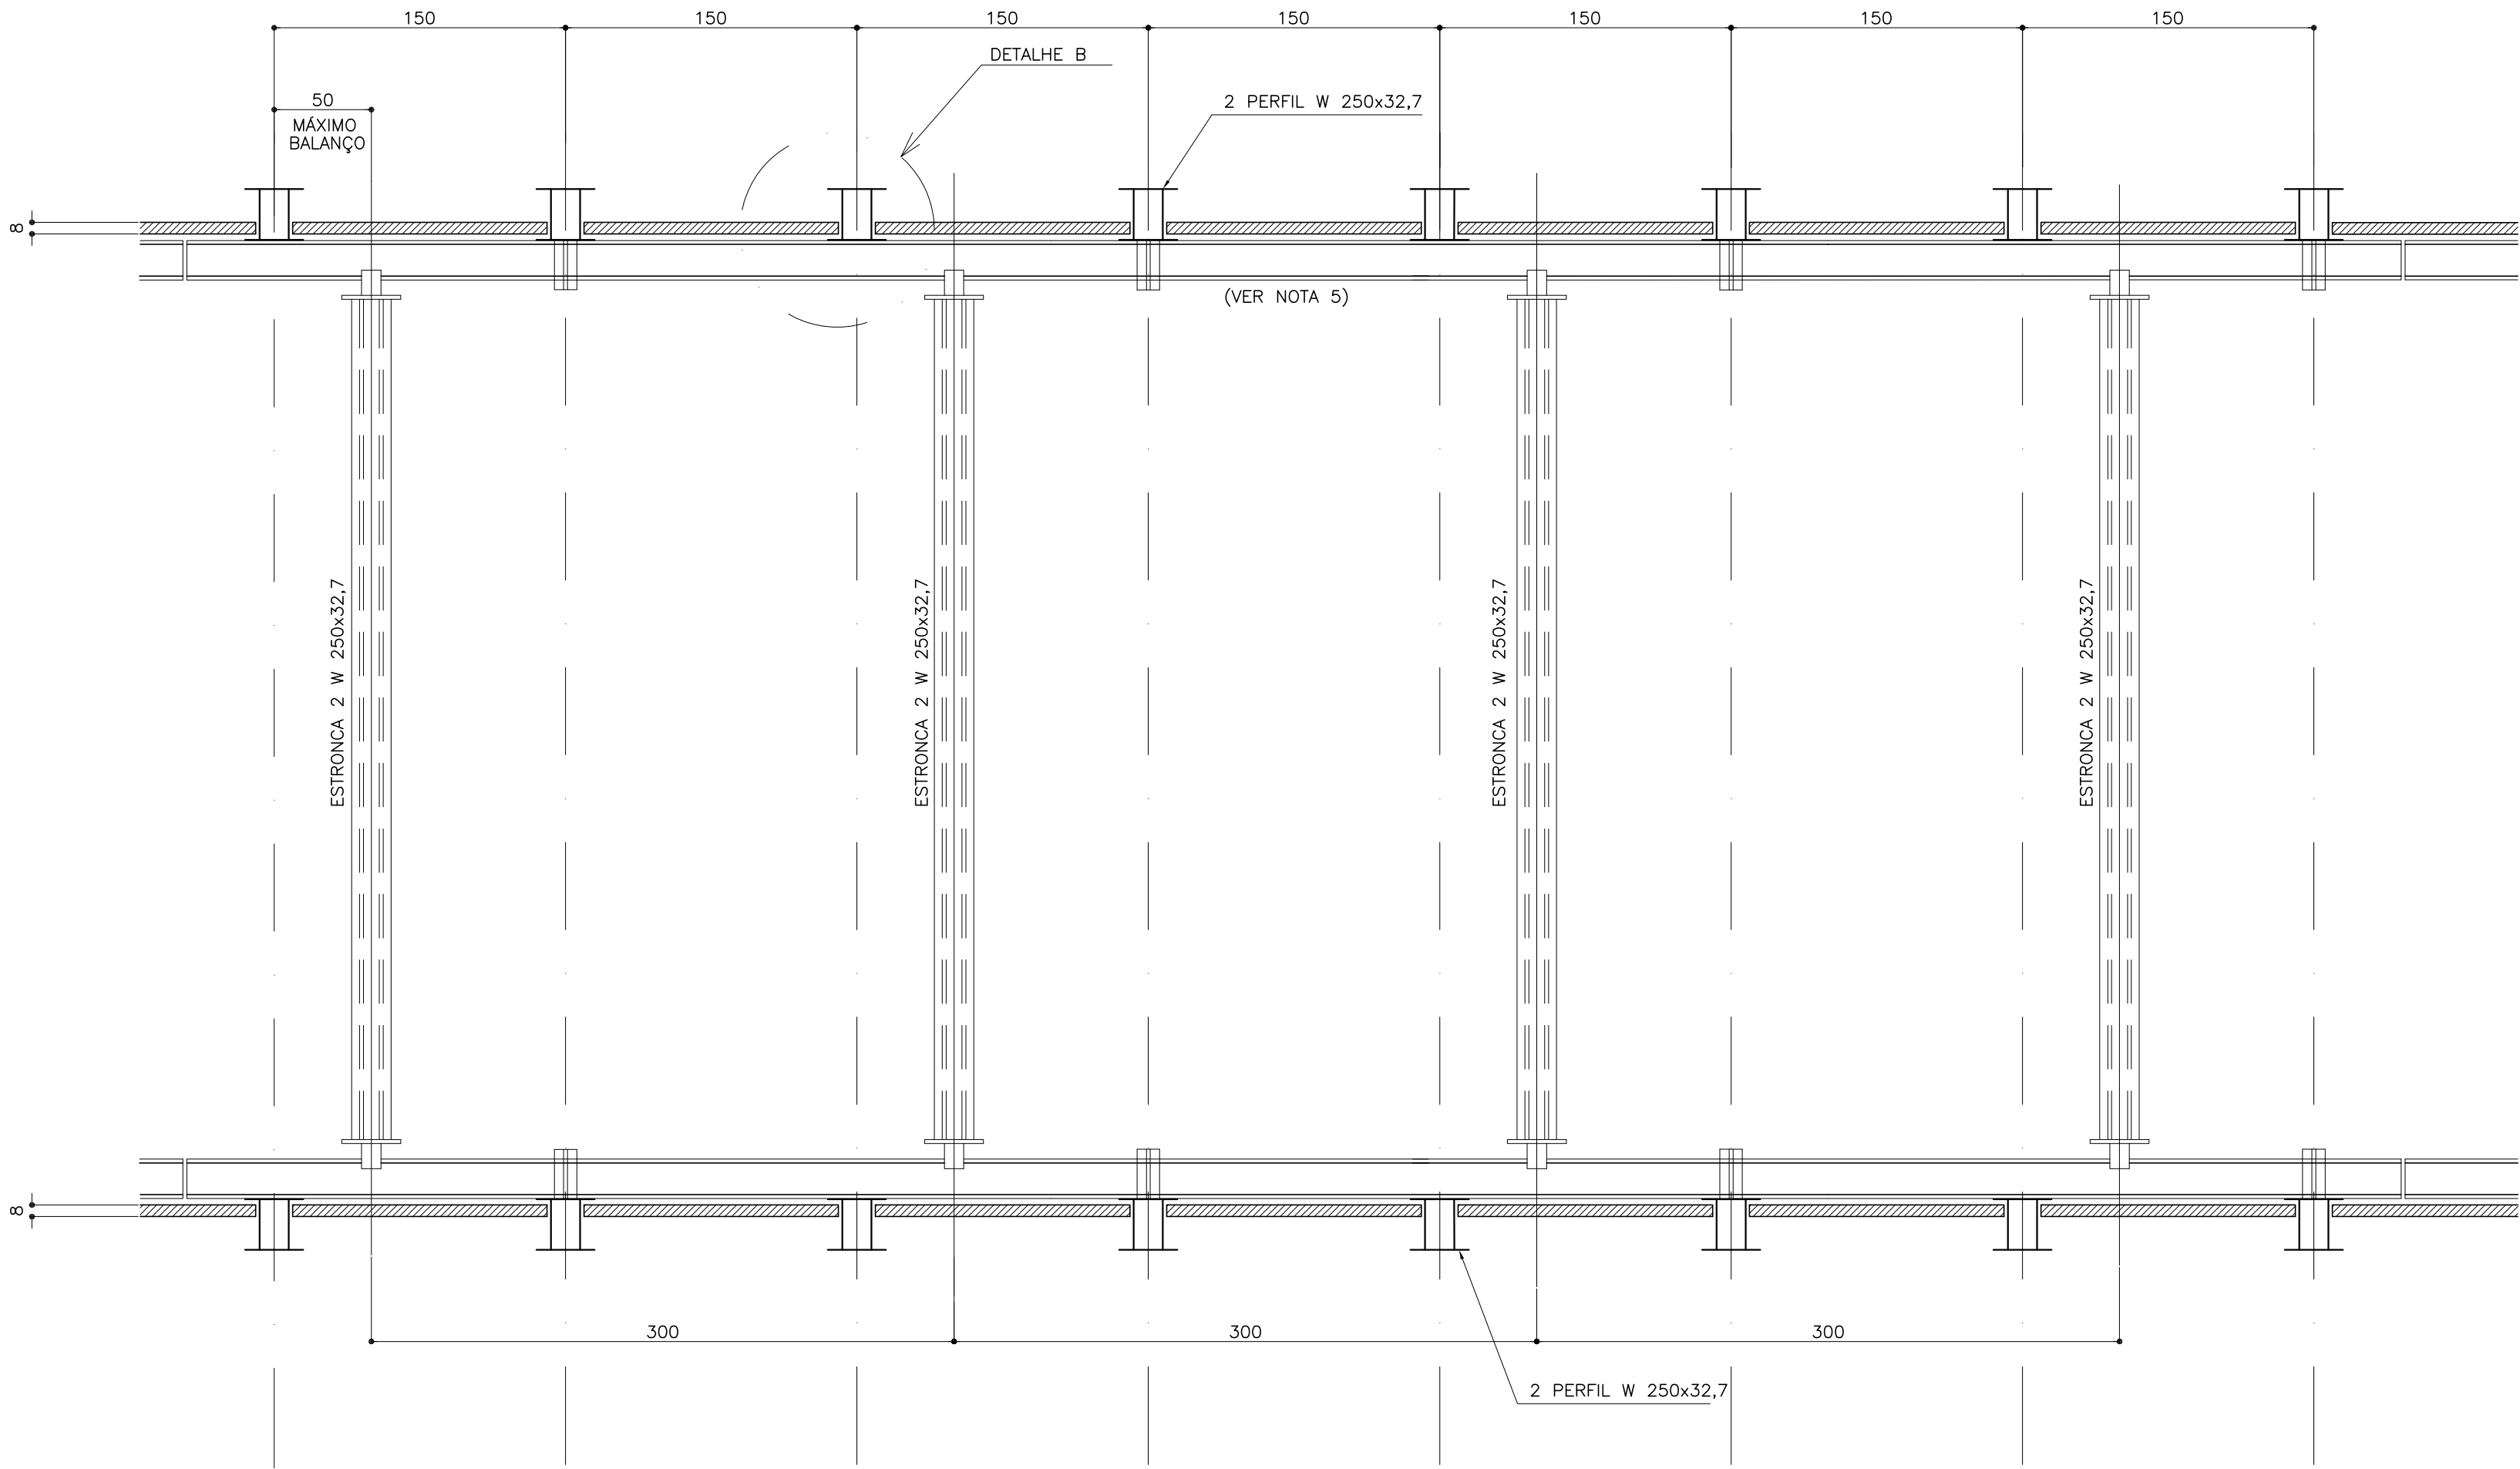 150
150
150
150
150
150
150
DETALHE B
50
MÁXIMO
BALANÇO
2 PERFIL W 250x32,7
8
(VER NOTA 5)
ESTRONCA 2 W 250x32,7
ESTRONCA 2 W 250x32,7
ESTRONCA 2 W 250x32,7
ESTRONCA 2 W 250x32,7
8
300
300
300
2 PERFIL W 250x32,7